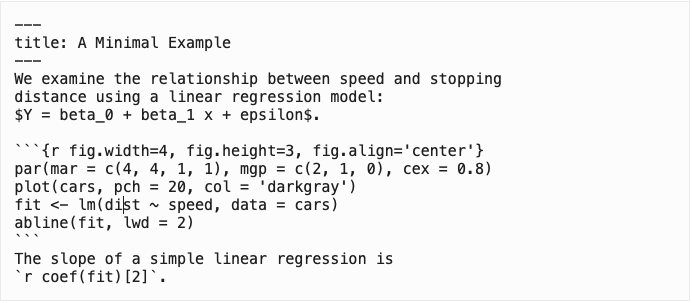 ---
title: A Minimal Example
---
We examine the relationship between speed and stopping
distance using a linear regression model:
$Y = beta_0 + beta_1 x + epsilon$.
```{r fig.width=4, fig.height=3, fig.align='center'}
par(mar = c(4, 4, 1, 1), mgp = c(2, 1, 0), cex = 0.8)
plot(cars, pch = 20, col = 'darkgray')
fit <- lm(dist ~ speed, data = cars)
abline(fit, lwd = 2)
```
The slope of a simple linear regression is
`r coef(fit)[2]`.